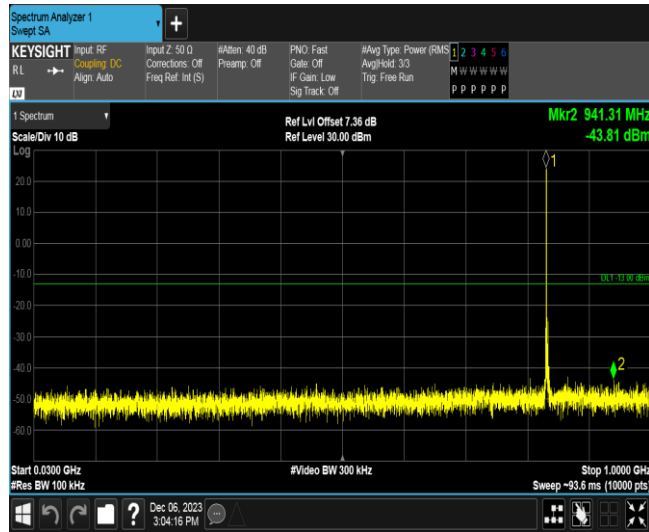 Spectrum Analyzer 1
Swept SA
+
KEYSIGHT
RL
LXI
Input: RF
Coupling: DC
Align: Auto
Input Z: 50 Ω
Corrections: Off
Freq Ref: Int (S)
#Atten: 40 dB
Preamp: Off
PNO: Fast
Gate: Off
IF Gain: Low
Sig Track: Off
#Avg Type: Power (RMS
Avg|Hold: 3/3
Trig: Free Run
1 2 3 4 5 6
M W W W W W
P P P P P P
1 Spectrum
Scale/Div 10 dB
Log
Ref Lvl Offset 7.36 dB
Ref Level 30.00 dBm
Mkr2 941.31 MHz
-43.81 dBm
1
20.0
10.0
0.00
-10.0
DL1 -13.00 dBm
-20.0
-30.0
-40.0
2
-50.0
-60.0
Start 0.0300 GHz
#Res BW 100 kHz
#Video BW 300 kHz
Stop 1.0000 GHz
Sweep ~93.6 ms (10000 pts)
?
Dec 06, 2023
3:04:16 PM